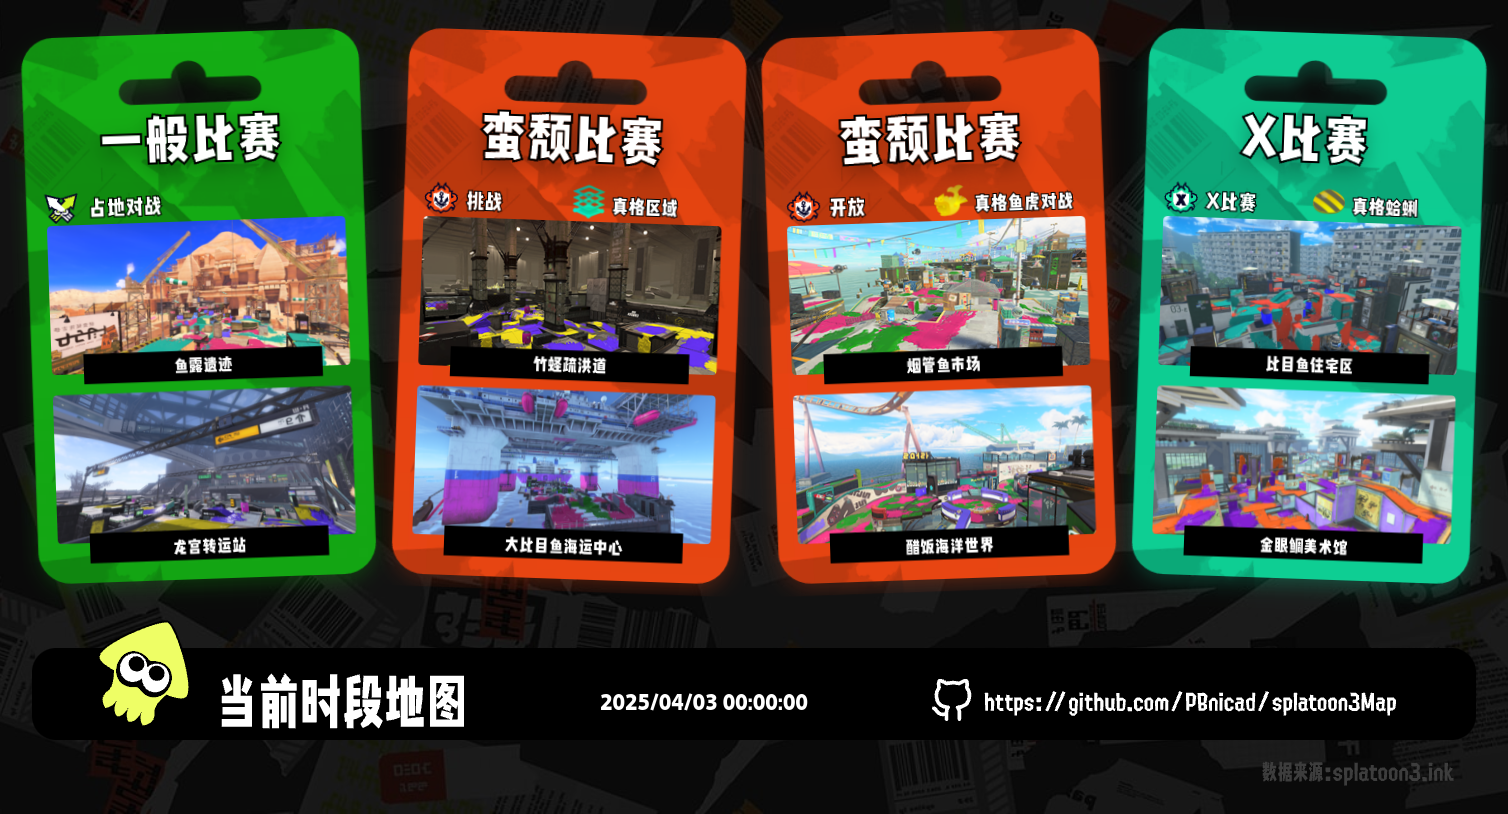 一般比赛
占地对战
鱼露遗迹
龙宫转运站
蛮颓比赛
挑战
真格区域
竹蛏疏洪道
大比目鱼海运中心
蛮颓比赛
开放
真格鱼虎对战
烟管鱼市场
醋饭海洋世界
X比赛
X比赛
真格蛤蜊
比目鱼住宅区
金眼鲷美术馆
当前时段地图
2025/04/03 00:00:00
https://github.com/PBnicad/splatoon3Map
数据来源:splatoon3.ink